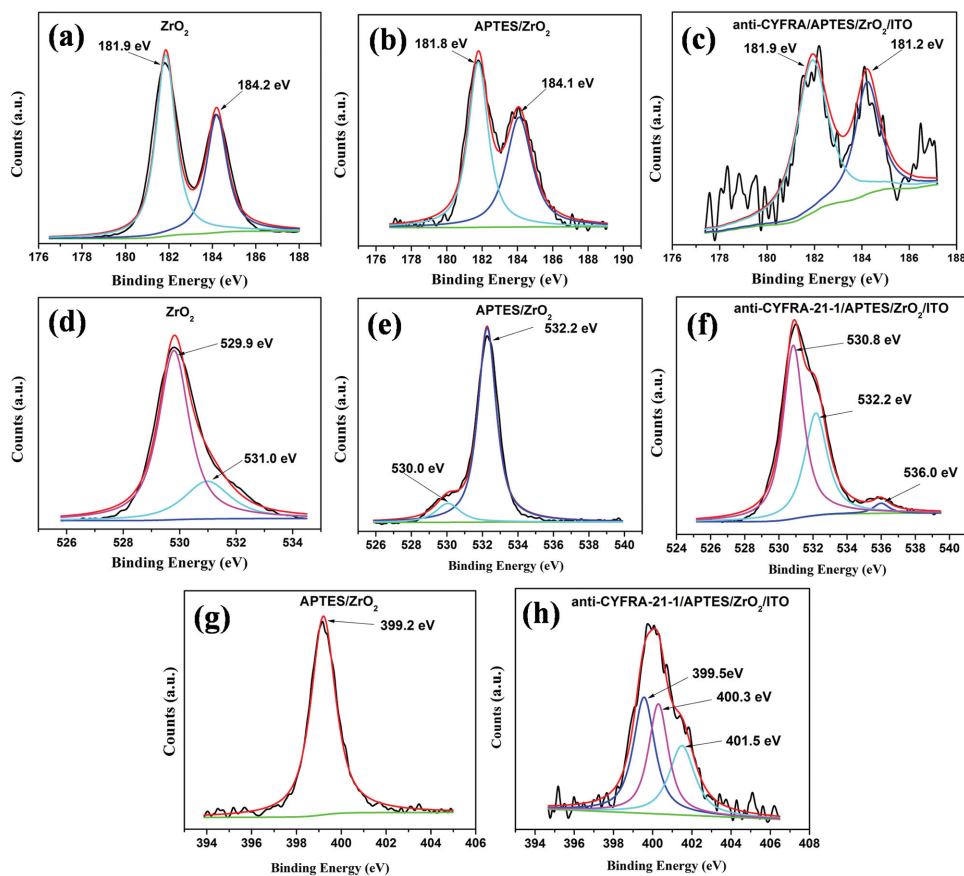 (a)
ZrO2
181.9 eV
184.2 eV
Counts (a.u.)
176 178 180 182 184 186 188
Binding Energy (eV)
(b)
APTES/ZrO2
181.8 eV
184.1 eV
Counts (a.u.)
176 178 180 182 184 186 188 190
Binding Energy (eV)
(c)
anti-CYFRA/APTES/ZrO2/ITO
181.9 eV
181.2 eV
Counts (a.u.)
176 178 180 182 184 186 188
Binding Energy (eV)
(d)
ZrO2
529.9 eV
531.0 eV
Counts (a.u.)
526 528 530 532 534
Binding Energy (eV)
(e)
APTES/ZrO2
532.2 eV
530.0 eV
Counts (a.u.)
526 528 530 532 534 536 538 540
Binding Energy (eV)
(f)
anti-CYFRA-21-1/APTES/ZrO2/ITO
530.8 eV
532.2 eV
536.0 eV
Counts (a.u.)
524 526 528 530 532 534 536 538 540
Binding Energy (eV)
(g)
APTES/ZrO2
399.2 eV
Counts (a.u.)
394 396 398 400 402 404 406
Binding Energy (eV)
(h)
anti-CYFRA-21-1/APTES/ZrO2/ITO
399.5eV
400.3 eV
401.5 eV
Counts (a.u.)
394 396 398 400 402 404 406 408
Binding Energy (eV)